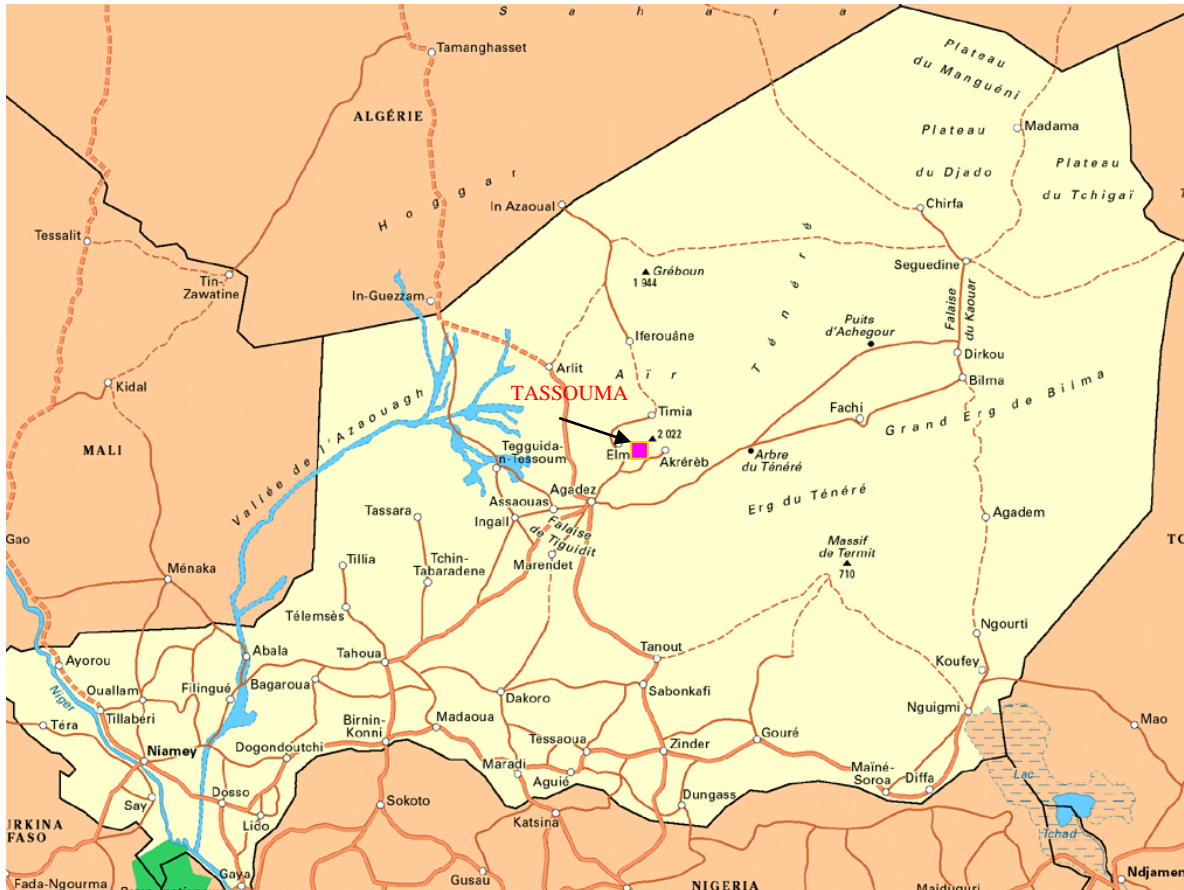 S a h a r a
Tamanghasset
ALGÉRIE
Plateau
du Manguéni
Madama
Plateau
du Djado
Plateau
du Tchigaï
Hoggar
In Azaoual
Chirfa
Tessalit
Tin-
Zawatine
In-Guezzam
Gréboun
1 944
Seguedine
Ténéré
Falaise
du Kaouar
Puits
d'Achegour
Iferouâne
Dirkou
Arlit
Aïr
Bilma
Kidal
TASSOUMA
Grand Erg de Bilma
Fachi
Timia
MALI
Vallée de l'Azaouagh
2 022
Elm
Akrérèb
Tegguida-
n-Tessoum
Arbre
du Ténéré
Agadez
Erg du Ténéré
Assaouas
Tassara
Ingall
Falaise
de Tiguidit
Agadem
Gao
Massif
de Termit
710
TC
Tillia
Tchin-
Tabaradene
Marendet
Ménaka
Télemsès
Ngourti
Tanout
Abala
Tahoua
Koufey
Ayorou
Ouallam
Filingué
Bagaroua
Dakoro
Sabonkafi
Niger
Nguigmi
Tillabéri
Téra
Birnin-
Konni
Madaoua
Mao
Niamey
Dogondoutchi
Tessaoua
Zinder
Gouré
Maradi
Aguié
Maïné-
Soroa
Diffa
Lac
Tchad
Say
Dosso
Lido
Sokoto
Katsina
Dungass
URKINA
FASO
Fada-Ngourma
Gaya
Gusau
NIGERIA
Maiduguri
Ndjamen